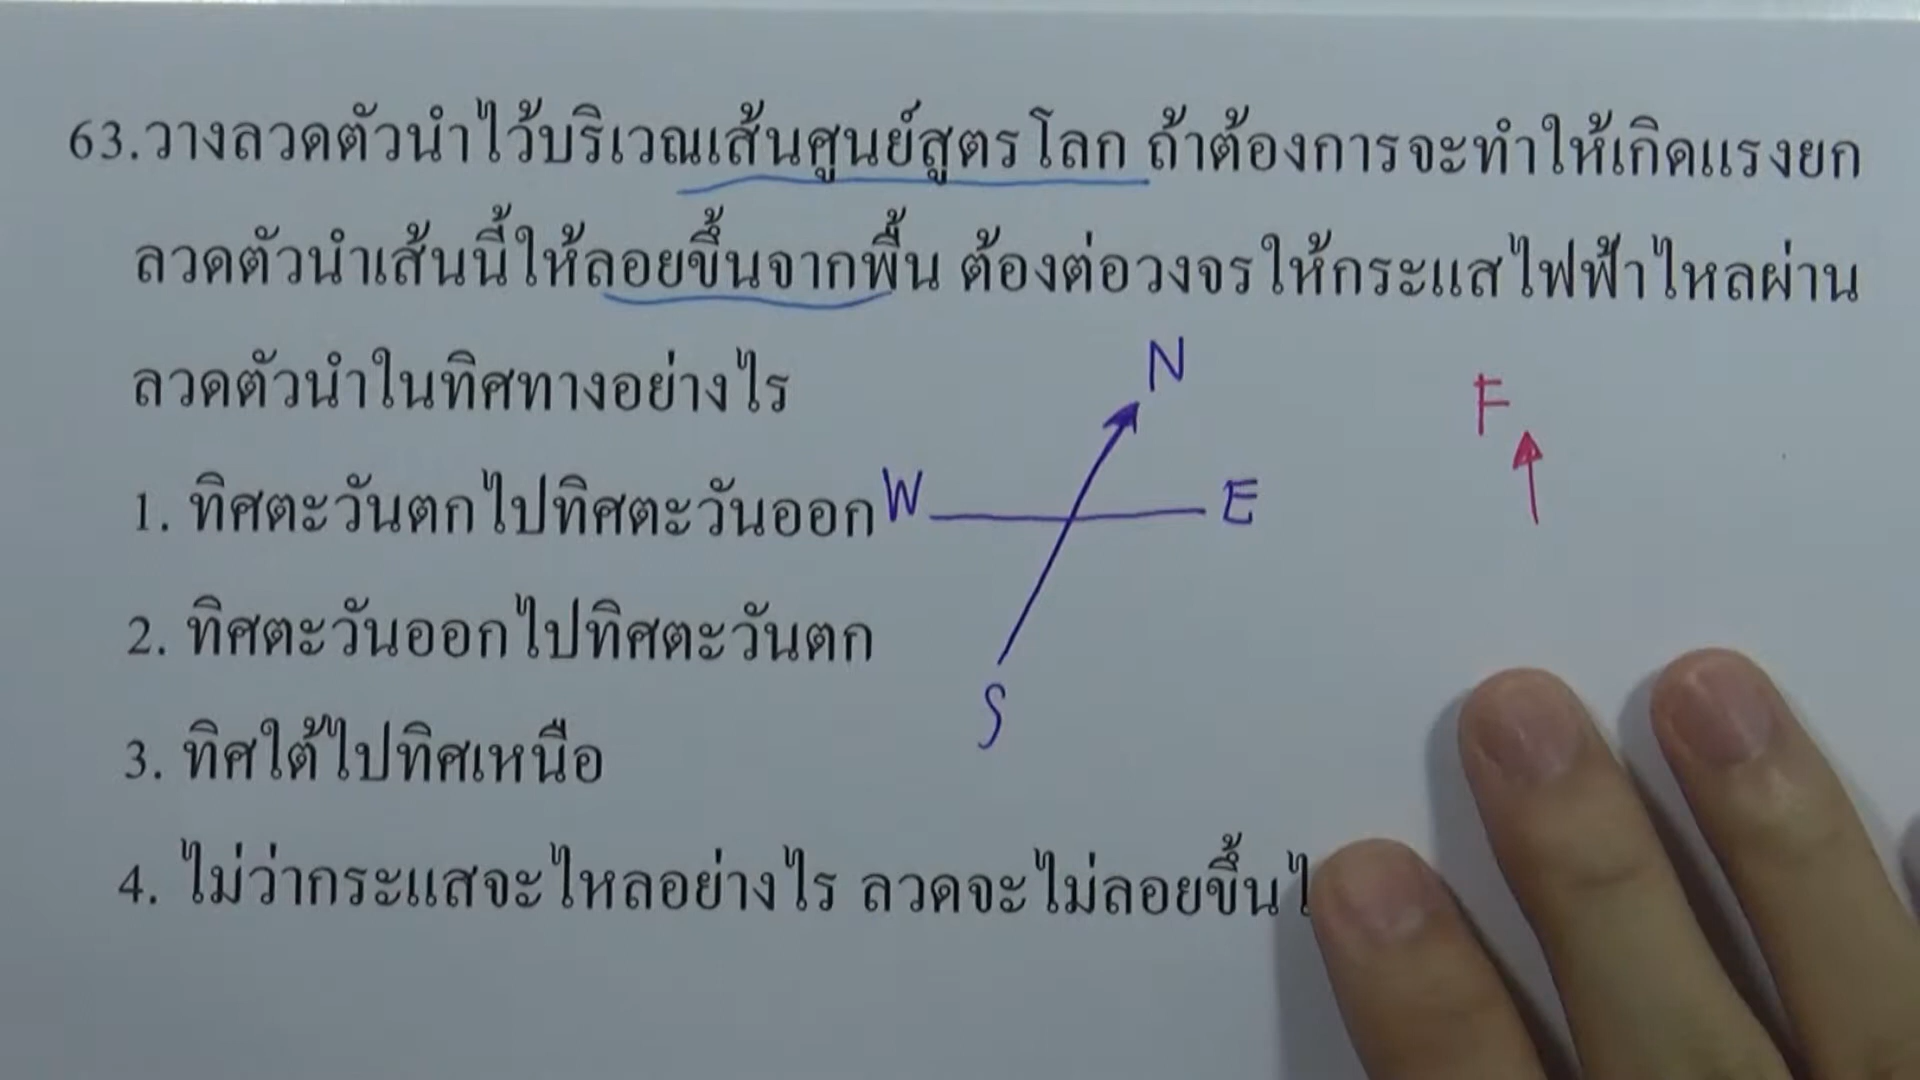 63.วางลวดตัวนำไว้บริเวณเส้นศูนย์สูตรโลก ถ้าต้องการจะทำให้เกิดแรงยก
ลวดตัวนำเส้นนี้ให้ลอยขึ้นจากพื้น ต้องต่อวงจรให้กระแสไฟฟ้าไหลผ่าน
ลวดตัวนำในทิศทางอย่างไร
N
F
1. ทิศตะวันตกไปทิศตะวันออก
W
E
2. ทิศตะวันออกไปทิศตะวันตก
S
3. ทิศใต้ไปทิศเหนือ
4. ไม่ว่ากระแสจะไหลอย่างไร ลวดจะไม่ลอยขึ้น